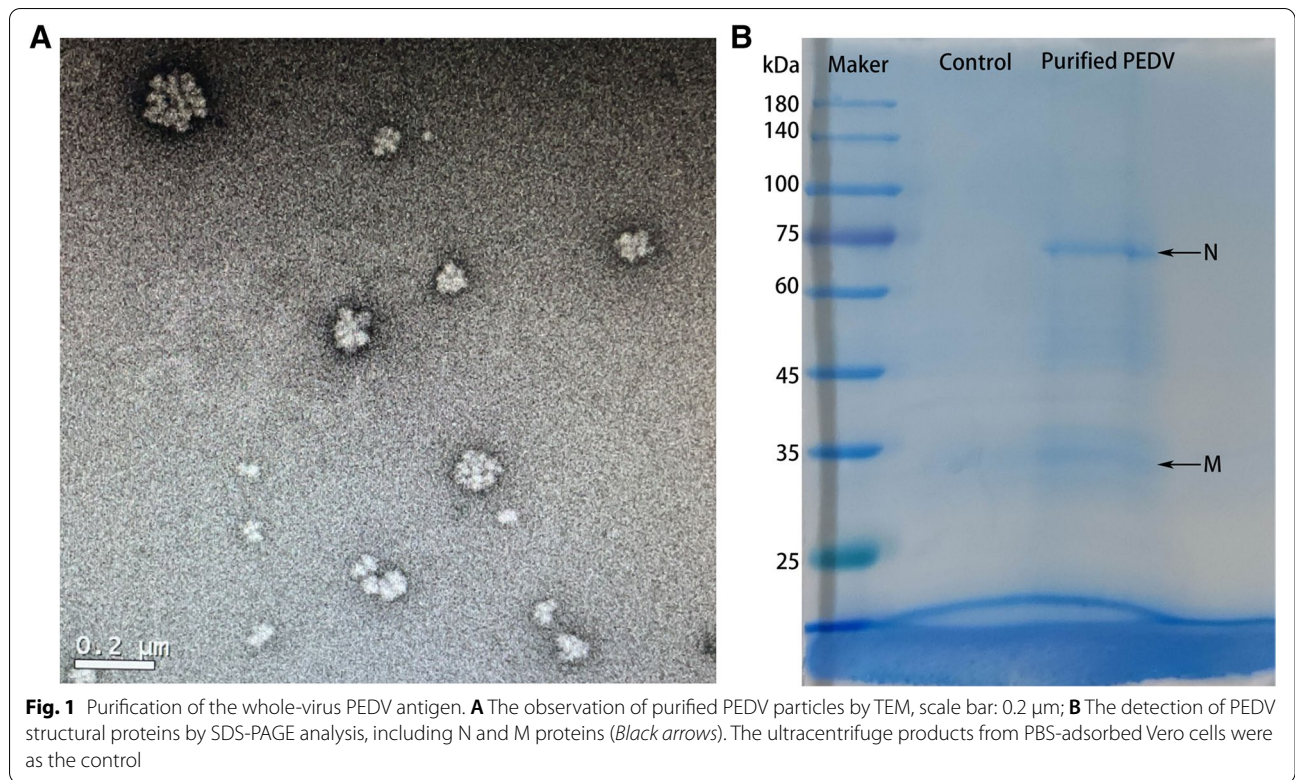 A
0.2 µm
B
kDa Maker Control Purified PEDV
180
140
100
75
N
60
45
35
M
25
Fig. 1 Purification of the whole-virus PEDV antigen. A The observation of purified PEDV particles by TEM, scale bar: 0.2 µm; B The detection of PEDV
structural proteins by SDS-PAGE analysis, including N and M proteins (Black arrows). The ultracentrifuge products from PBS-adsorbed Vero cells were
as the control